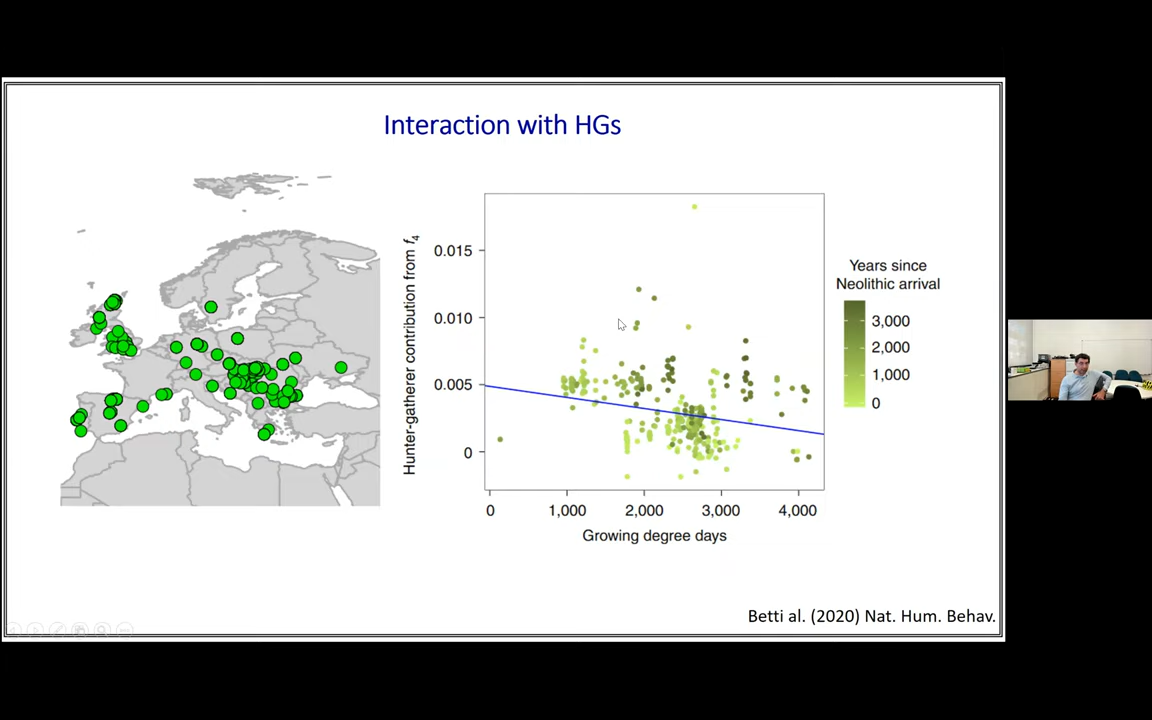 Interaction with HGs
Hunter-gatherer contribution from f4
0.015
0.010
0.005
0
0
1,000
2,000
3,000
4,000
Growing degree days
Years since
Neolithic arrival
3,000
2,000
1,000
0
Betti al. (2020) Nat. Hum. Behav.